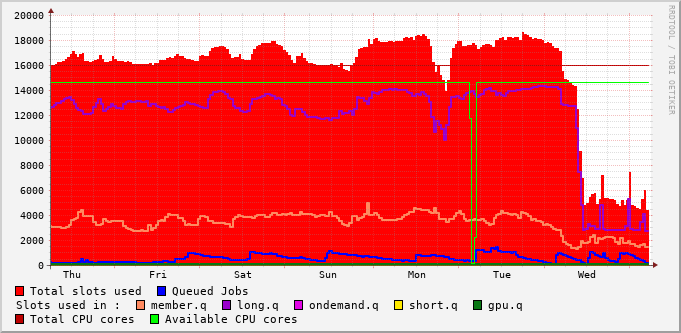 20000
18000
16000
14000
12000
10000
8000
6000
4000
2000
0
Thu Fri Sat Sun Mon Tue Wed
Total slots used Queued Jobs
Slots used in : member.q long.q ondemand.q short.q gpu.q
Total CPU cores Available CPU cores
RRDTOOL / TOBI OETIKER